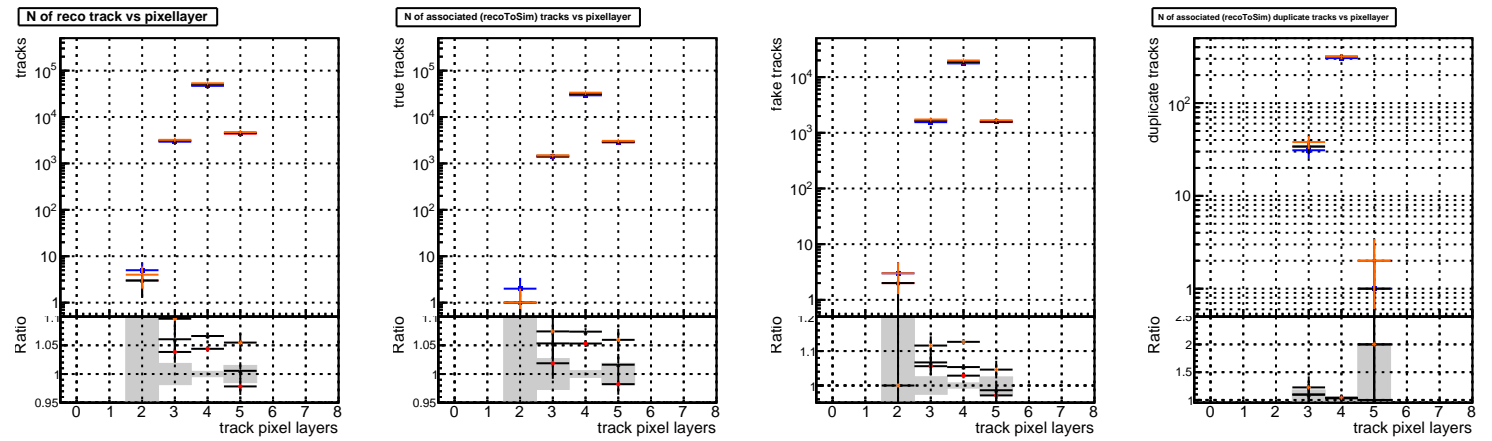 N of reco track vs pixellayer
tracks
10^5
10^4
10^3
10^2
10
1
Ratio
1.1
1.05
1
0.95
0 1 2 3 4 5 6 7 8
track pixel layers
N of associated (recoToSim) tracks vs pixellayer
true tracks
10^5
10^4
10^3
10^2
10
1
Ratio
1.1
1.05
1
0.95
0 1 2 3 4 5 6 7 8
track pixel layers
fake tracks
10^4
10^3
10^2
10
1
Ratio
1.2
1.1
1
0 1 2 3 4 5 6 7 8
track pixel layers
N of associated (recoToSim) duplicate tracks vs pixellayer
duplicate tracks
10^2
10
1
Ratio
2.5
2
1.5
1
0 1 2 3 4 5 6 7 8
track pixel layers